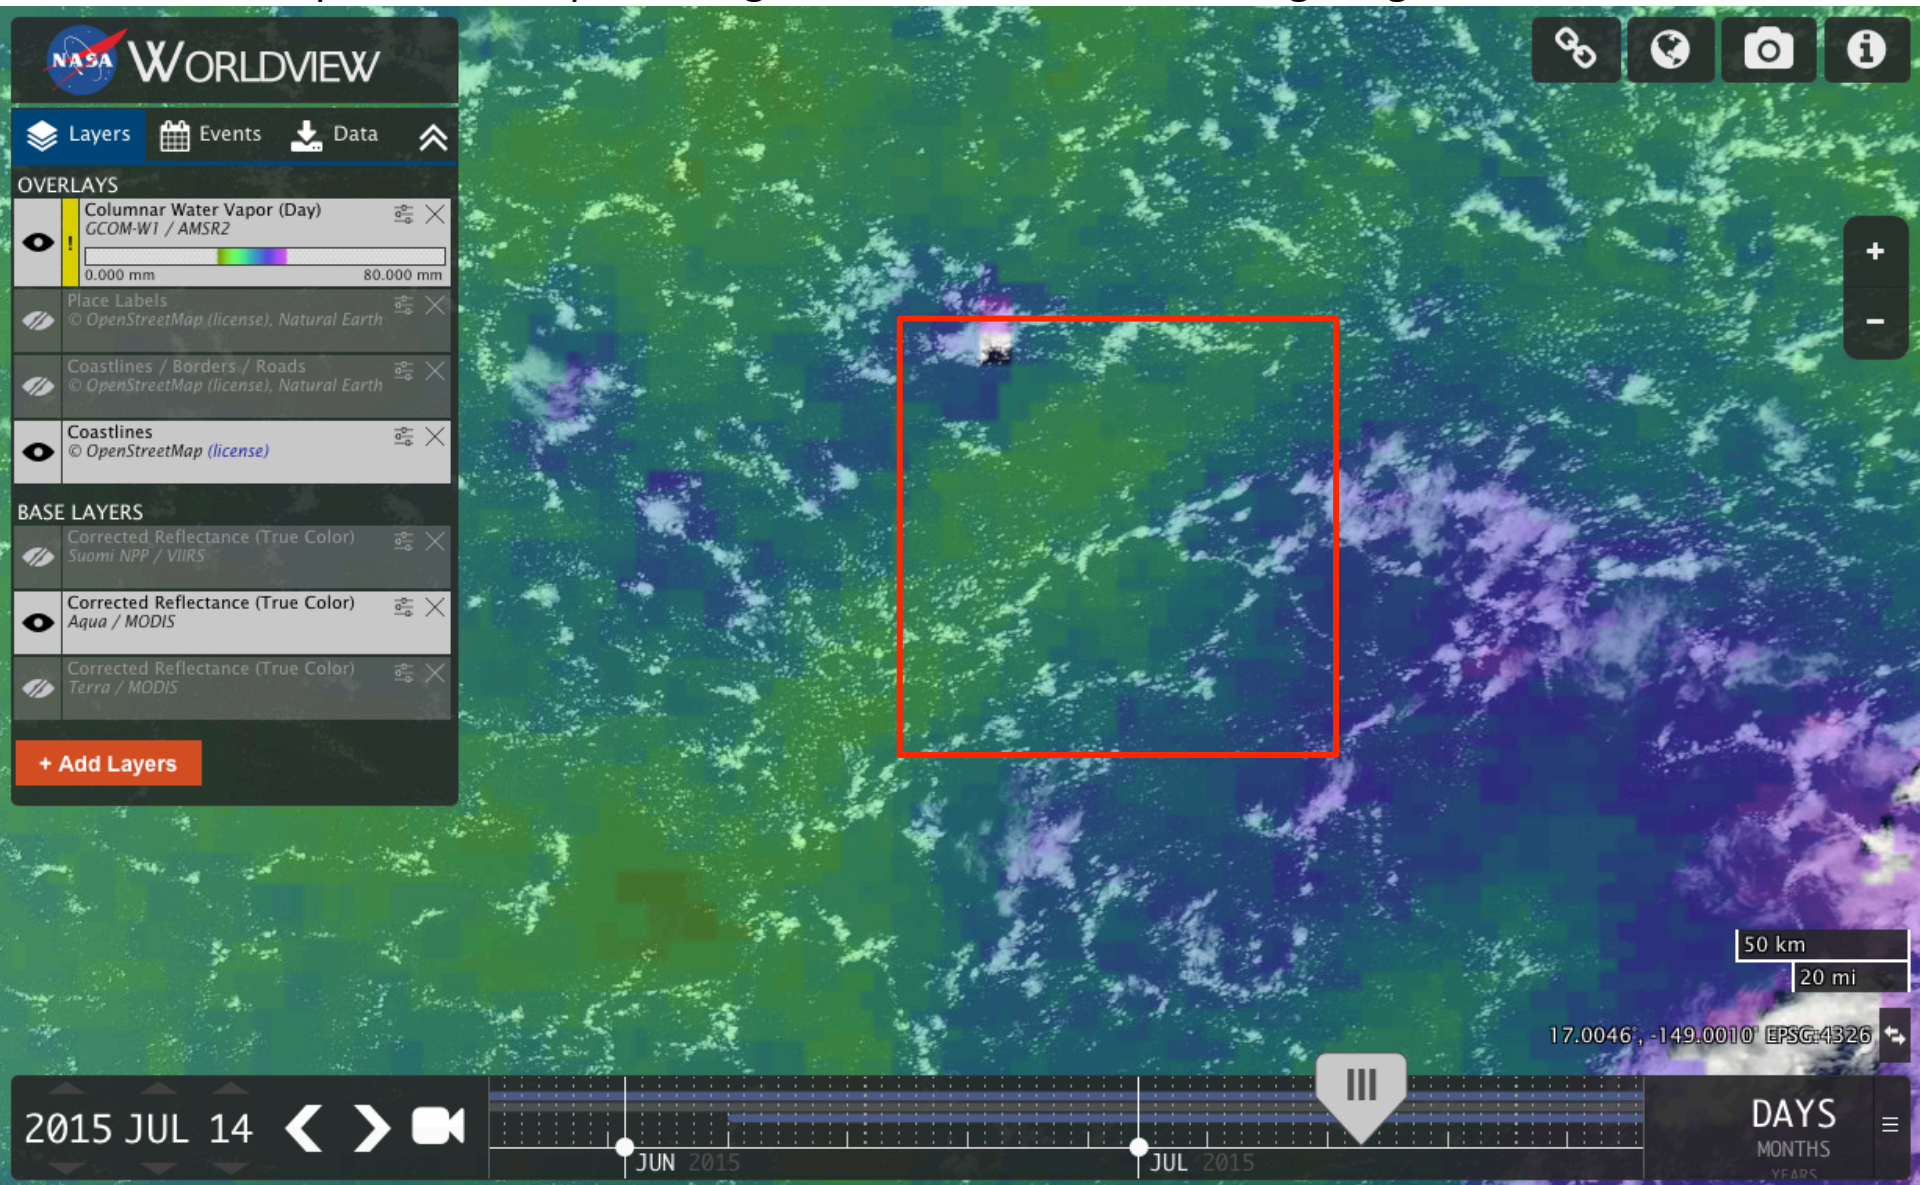 NASA WORLDVIEW
Layers Events Data
OVERLAYS
Columnar Water Vapor (Day)
GCOM-W1 / AMSR2
!
0.000 mm 80.000 mm
Place Labels
© OpenStreetMap (license), Natural Earth
Coastlines / Borders / Roads
© OpenStreetMap (license), Natural Earth
Coastlines
© OpenStreetMap (license)
BASE LAYERS
Corrected Reflectance (True Color)
Suomi NPP / VIIRS
Corrected Reflectance (True Color)
Aqua / MODIS
Corrected Reflectance (True Color)
Terra / MODIS
+ Add Layers
+
−
50 km
20 mi
17.0046°, -149.0010° EPSG:4326
2015 JUL 14
JUN 2015
JUL 2015
DAYS
MONTHS
YEARS